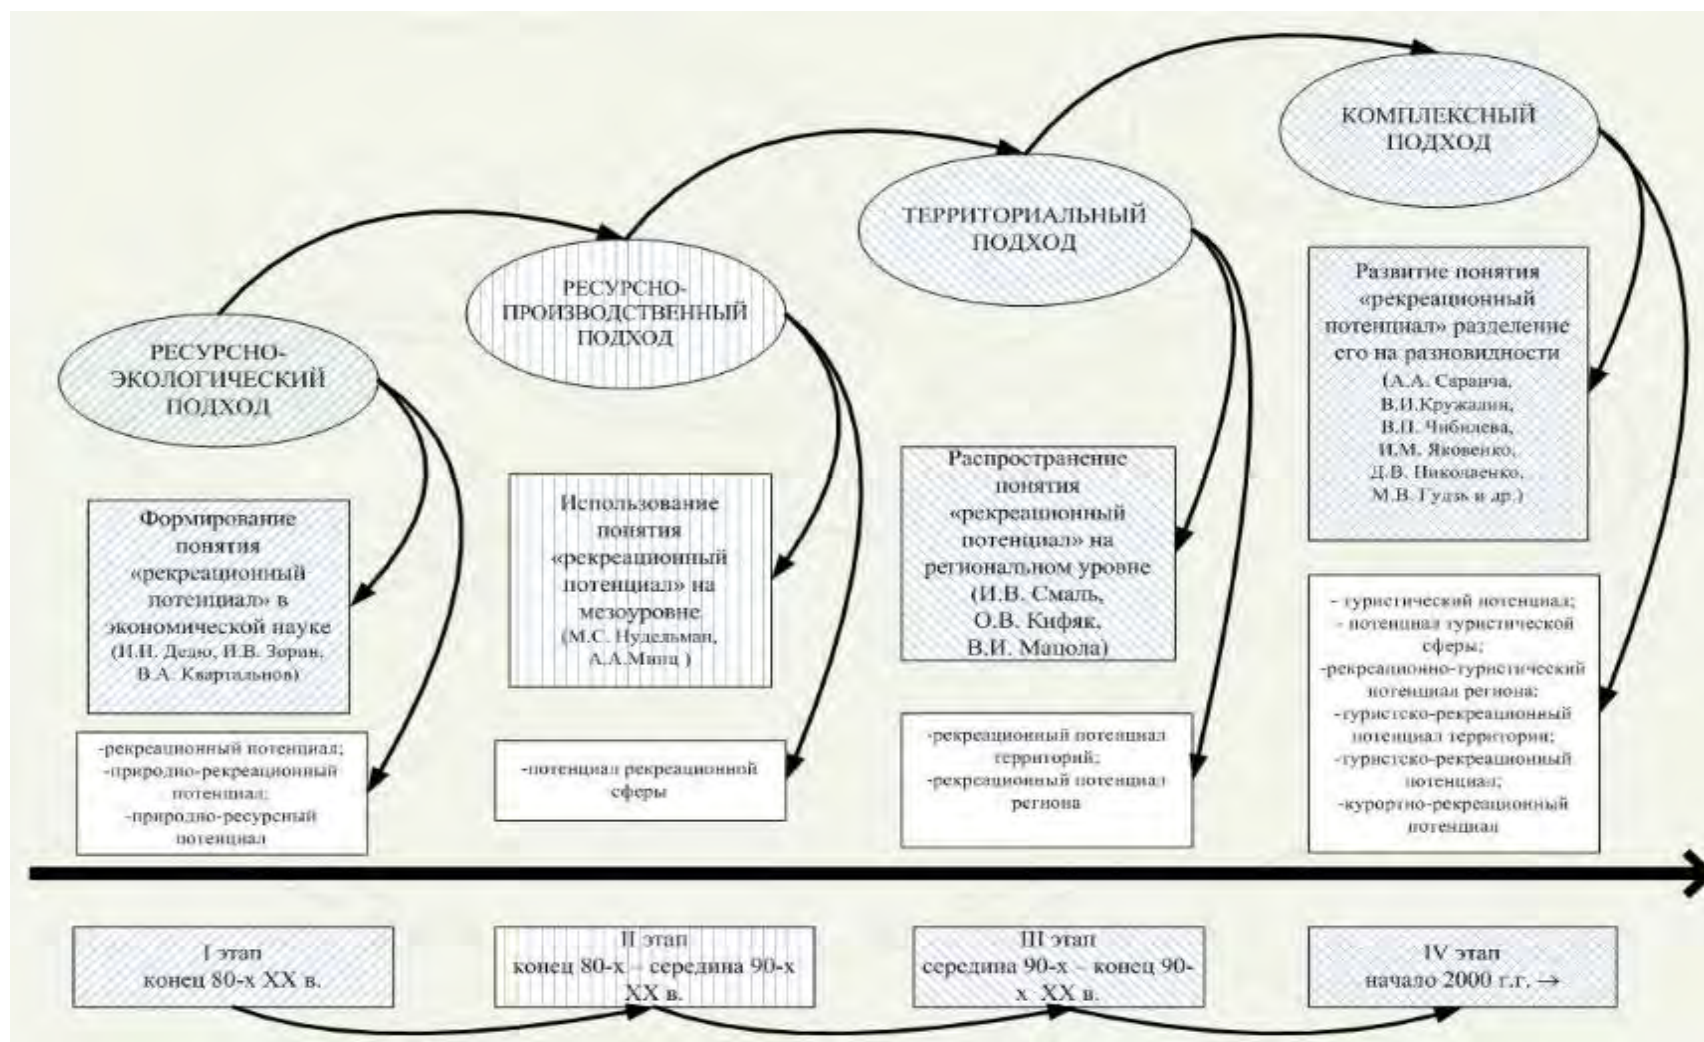 РЕСУРСНО-
ЭКОЛОГИЧЕСКИЙ
ПОДХОД
Формирование
понятия
«рекреационный
потенциал» в
экономической науке
(И.И. Дедю, И.В. Зорин,
В.А. Квартальнов)
-рекреационный потенциал;
-природно-рекреационный
потенциал;
-природно-ресурсный
потенциал
РЕСУРСНО-
ПРОИЗВОДСТВЕННЫЙ
ПОДХОД
Использование
понятия
«рекреационный
потенциал» на
мезоуровне
(М.С. Нудельман,
А.А.Минц )
-потенциал рекреационной
сферы
ТЕРРИТОРИАЛЬНЫЙ
ПОДХОД
Распространение
понятия
«рекреационный
потенциал» на
региональном уровне
(И.В. Смаль,
О.В. Кифяк,
В.И. Мацола)
-рекреационный потенциал
территорий;
-рекреационный потенциал
региона
КОМПЛЕКСНЫЙ
ПОДХОД
Развитие понятия
«рекреационный
потенциал» разделение
его на разновидности
(А.А. Саранча,
В.И.Кружалин,
В.П. Чибилева,
И.М. Яковенко,
Д.В. Николаенко,
М.В. Гудзь и др.)
- туристический потенциал;
- потенциал туристической
сферы;
-рекреационно-туристический
потенциал региона;
-туристско-рекреационный
потенциал территории;
-туристско-рекреационный
потенциал;
-курортно-рекреационный
потенциал
I этап
конец 80-х XX в.
II этап
конец 80-х – середина 90-х
XX в.
III этап
середина 90-х – конец 90-
х XX в.
IV этап
начало 2000 г.г. →